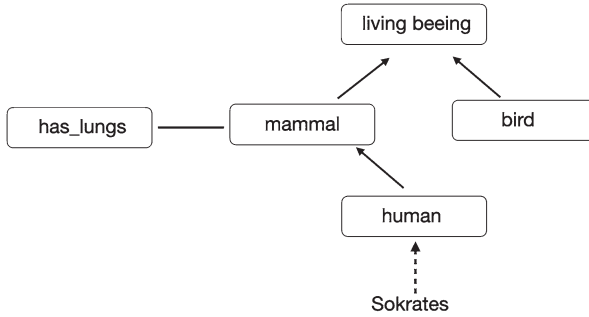 living beeing
has_lungs
mammal
bird
human
Sokrates